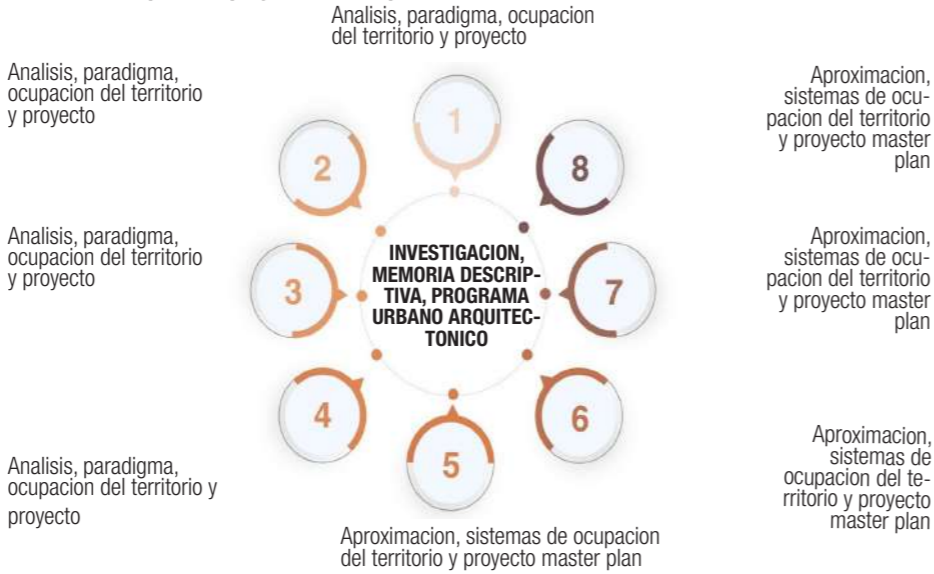 Analisis, paradigma, ocupacion
del territorio y proyecto
1
Analisis, paradigma,
ocupacion del territorio
y proyecto
2
Analisis, paradigma,
ocupacion del territorio
y proyecto
3
Analisis, paradigma,
ocupacion del territorio y
proyecto
4
Aproximacion, sistemas de ocupacion
del territorio y proyecto master plan
5
Aproximacion,
sistemas de
ocupacion del te-
rritorio y proyecto
master plan
6
Aproximacion,
sistemas de ocu-
pacion del territorio
y proyecto master
plan
7
Aproximacion,
sistemas de ocu-
pacion del territorio
y proyecto master
plan
8
INVESTIGACION,
MEMORIA DESCRIP-
TIVA, PROGRAMA
URBANO ARQUITEC-
TONICO